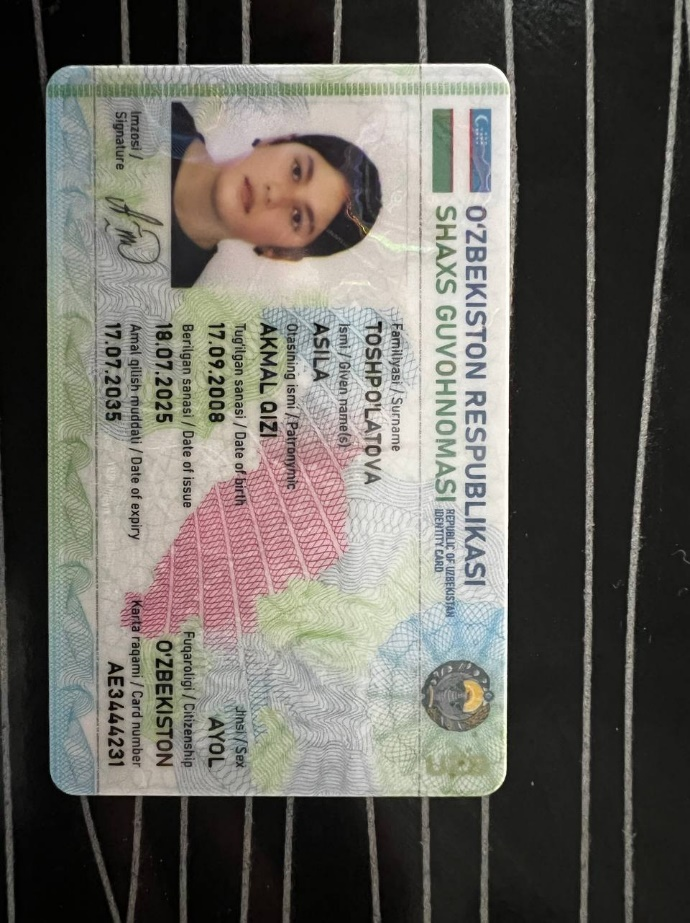 O‘ZBEKISTON RESPUBLIKASI
SHAXS GUVOHNOMASI
REPUBLIC OF UZBEKISTAN
IDENTITY CARD
Familiyasi / Surname
TOSHPO‘LATOVA
Ismi / Given name(s)
ASILA
Otasining ismi / Patronymic
AKMAL QIZI
Tug‘ilgan sanasi / Date of birth
17.09.2008
Jinsi / Sex
AYOL
Berilgan sanasi / Date of issue
18.07.2025
Fuqaroligi / Citizenship
O‘ZBEKISTON
Amal qilish muddati / Date of expiry
17.07.2035
Karta raqami / Card number
AE3444231
Imzosi /
Signature